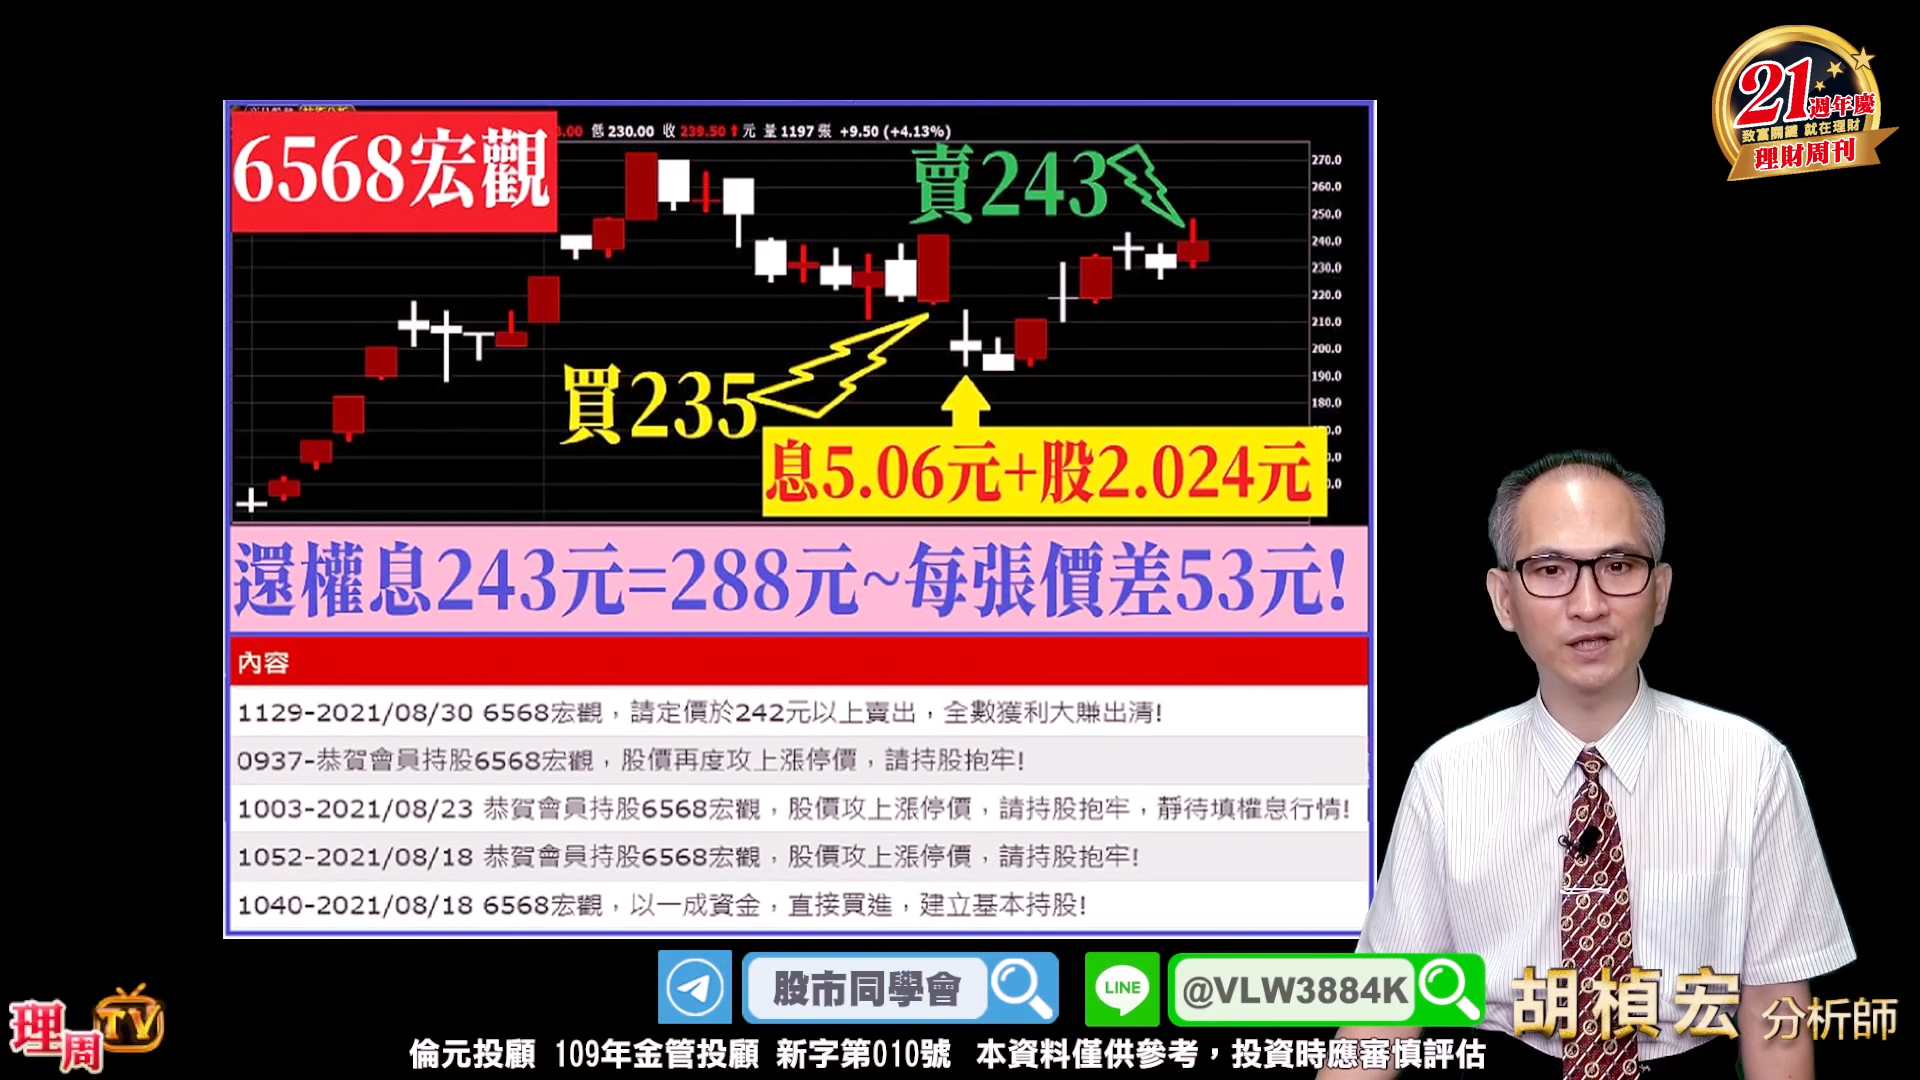 21週年慶
致富關鍵 就在理財
理財周刊
6568宏觀
低 230.00 收 239.50 元 量 1197 張 +9.50 (+4.13%)
賣243
270.0
260.0
250.0
240.0
230.0
220.0
210.0
200.0
190.0
180.0
買235
息5.06元+股2.024元
還權息243元=288元~每張價差53元!
內容
1129-2021/08/30 6568宏觀，請定價於242元以上賣出，全數獲利大賺出清!
0937-恭賀會員持股6568宏觀，股價再度攻上漲停價，請持股抱牢!
1003-2021/08/23 恭賀會員持股6568宏觀，股價攻上漲停價，請持股抱牢，靜待填權息行情!
1052-2021/08/18 恭賀會員持股6568宏觀，股價攻上漲停價，請持股抱牢!
1040-2021/08/18 6568宏觀，以一成資金，直接買進，建立基本持股!
股市同學會
LINE
@VLW3884K
胡楨宏 分析師
理周TV
倫元投顧 109年金管投顧 新字第010號 本資料僅供參考，投資時應審慎評估